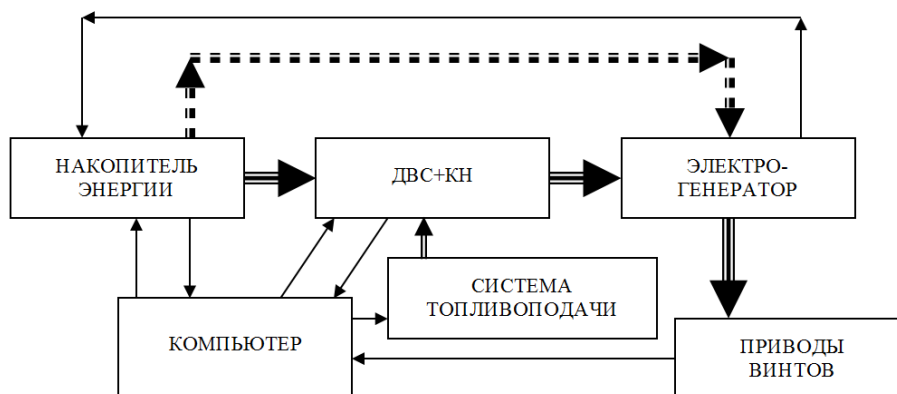 НАКОПИТЕЛЬ
ЭНЕРГИИ
ДВС+КН
ЭЛЕКТРО-
ГЕНЕРАТОР
СИСТЕМА
ТОПЛИВОПОДАЧИ
КОМПЬЮТЕР
ПРИВОДЫ
ВИНТОВ